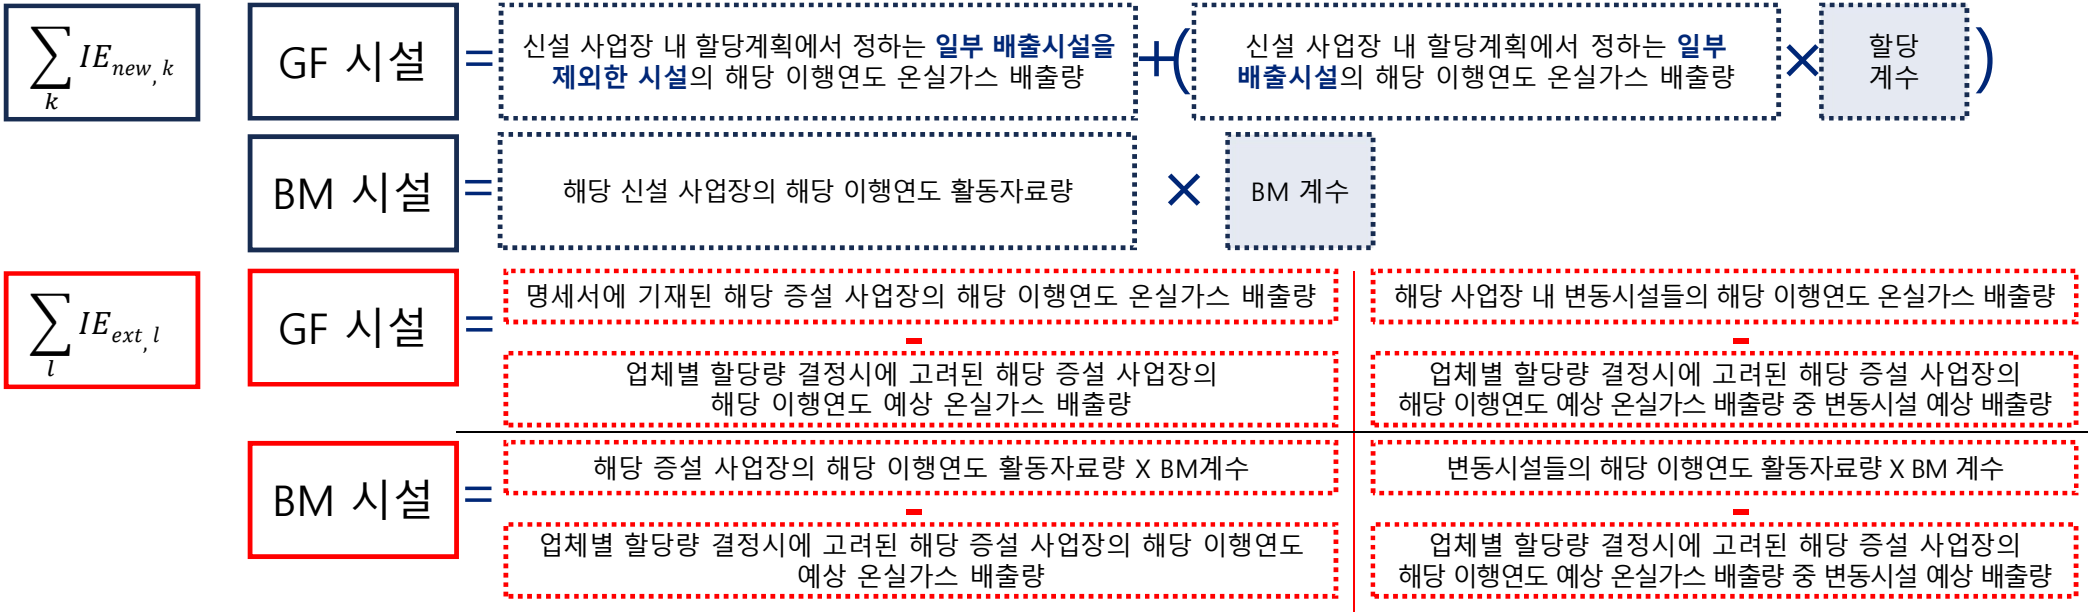 ∑ IE_{new, k}
k
GF 시설
=
신설 사업장 내 할당계획에서 정하는 일부 배출시설을
제외한 시설의 해당 이행연도 온실가스 배출량
+
(
신설 사업장 내 할당계획에서 정하는 일부
배출시설의 해당 이행연도 온실가스 배출량
×
할당
계수
)
BM 시설
=
해당 신설 사업장의 해당 이행연도 활동자료량
×
BM 계수
∑ IE_{ext, l}
l
GF 시설
=
명세서에 기재된 해당 증설 사업장의 해당 이행연도 온실가스 배출량
-
업체별 할당량 결정시에 고려된 해당 증설 사업장의
해당 이행연도 예상 온실가스 배출량
해당 사업장 내 변동시설들의 해당 이행연도 온실가스 배출량
-
업체별 할당량 결정시에 고려된 해당 증설 사업장의
해당 이행연도 예상 온실가스 배출량 중 변동시설 예상 배출량
BM 시설
=
해당 증설 사업장의 해당 이행연도 활동자료량 X BM계수
-
업체별 할당량 결정시에 고려된 해당 증설 사업장의 해당 이행연도
예상 온실가스 배출량
변동시설들의 해당 이행연도 활동자료량 X BM 계수
-
업체별 할당량 결정시에 고려된 해당 증설 사업장의
해당 이행연도 예상 온실가스 배출량 중 변동시설 예상 배출량